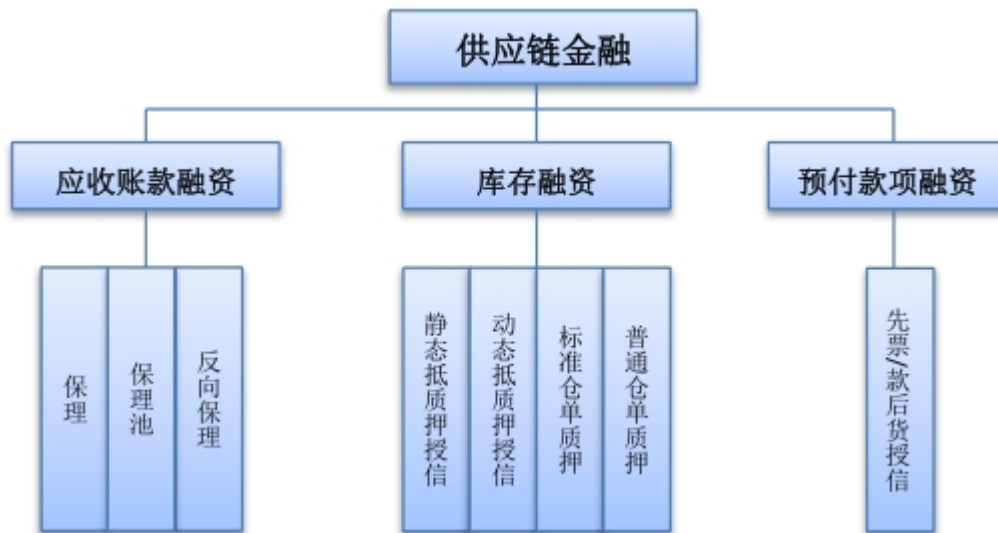 供应链金融
应收账款融资
库存融资
预付款项融资
保理
保理池
反向保理
静态抵质押授信
动态抵质押授信
标准仓单质押
普通仓单质押
先票/款后货授信